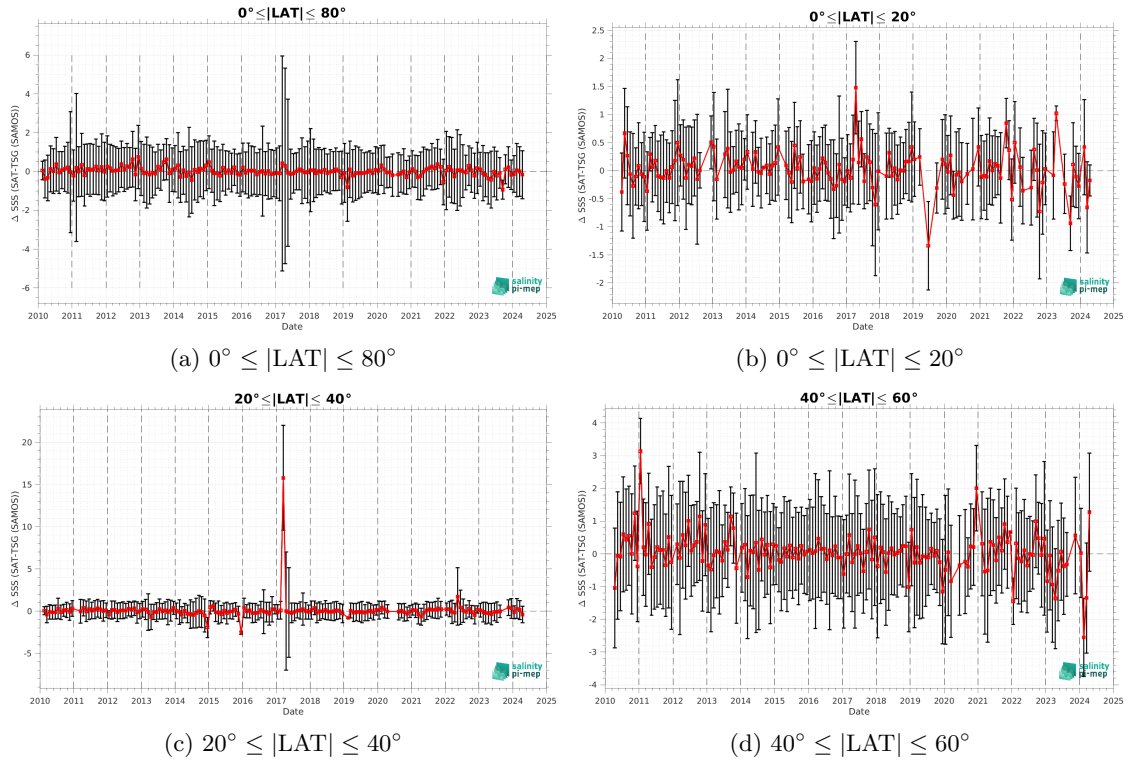 0°≤|LAT|≤ 80°
Δ SSS (SAT-TSG (SAMOS))
6
4
2
0
-2
-4
-6
2010 2011 2012 2013 2014 2015 2016 2017 2018 2019 2020 2021 2022 2023 2024 2025
Date
salinity
pi-mep
(a) 0° ≤ |LAT| ≤ 80°
0°≤|LAT|≤ 20°
Δ SSS (SAT-TSG (SAMOS))
2.5
2
1.5
1
0.5
0
-0.5
-1
-1.5
-2
2010 2011 2012 2013 2014 2015 2016 2017 2018 2019 2020 2021 2022 2023 2024 2025
Date
salinity
pi-mep
(b) 0° ≤ |LAT| ≤ 20°
20°≤|LAT|≤ 40°
Δ SSS (SAT-TSG (SAMOS))
20
15
10
5
0
-5
2010 2011 2012 2013 2014 2015 2016 2017 2018 2019 2020 2021 2022 2023 2024 2025
Date
salinity
pi-mep
(c) 20° ≤ |LAT| ≤ 40°
40°≤|LAT|≤ 60°
Δ SSS (SAT-TSG (SAMOS))
4
3
2
1
0
-1
-2
-3
-4
2010 2011 2012 2013 2014 2015 2016 2017 2018 2019 2020 2021 2022 2023 2024 2025
Date
salinity
pi-mep
(d) 40° ≤ |LAT| ≤ 60°